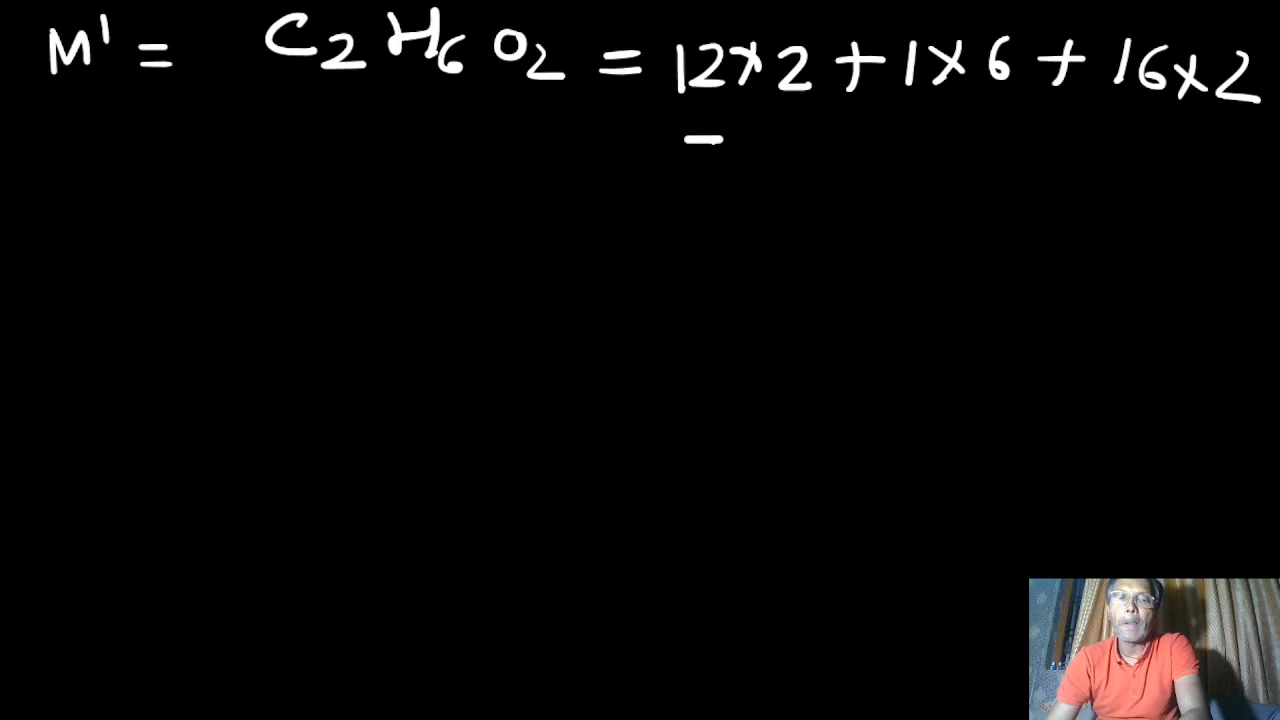 M' = C2H6O2 = 12×2 + 1×6 + 16×2